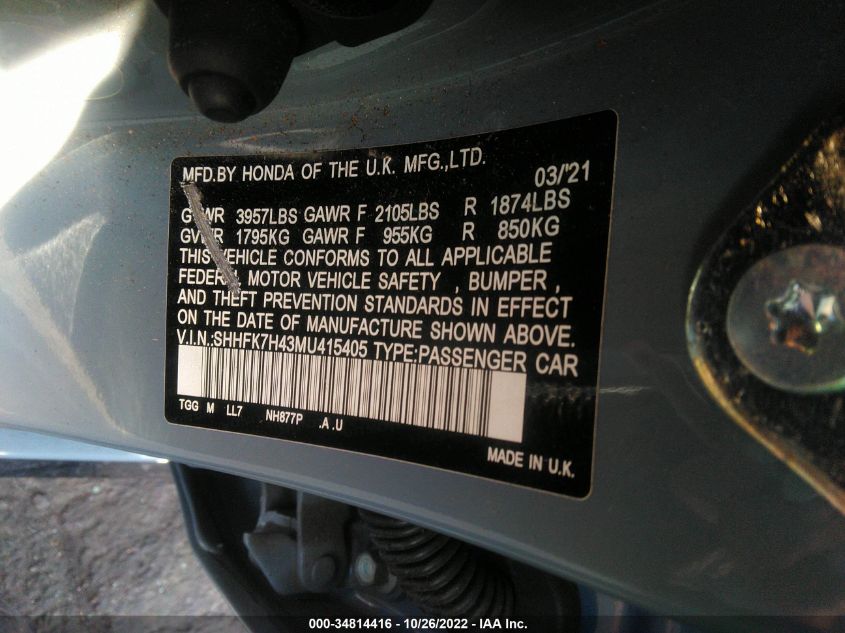 MFD.BY HONDA OF THE U.K. MFG.,LTD.
03/'21
GVWR 3957LBS GAWR F 2105LBS R 1874LBS
GVWR 1795KG GAWR F 955KG R 850KG
THIS VEHICLE CONFORMS TO ALL APPLICABLE
FEDERAL MOTOR VEHICLE SAFETY , BUMPER ,
AND THEFT PREVENTION STANDARDS IN EFFECT
ON THE DATE OF MANUFACTURE SHOWN ABOVE.
V.I.N.:SHHFK7H43MU415405 TYPE:PASSENGER CAR
TGG M LL7 NH877P .A .U
MADE IN U.K.
000-34814416 - 10/26/2022 - IAA Inc.